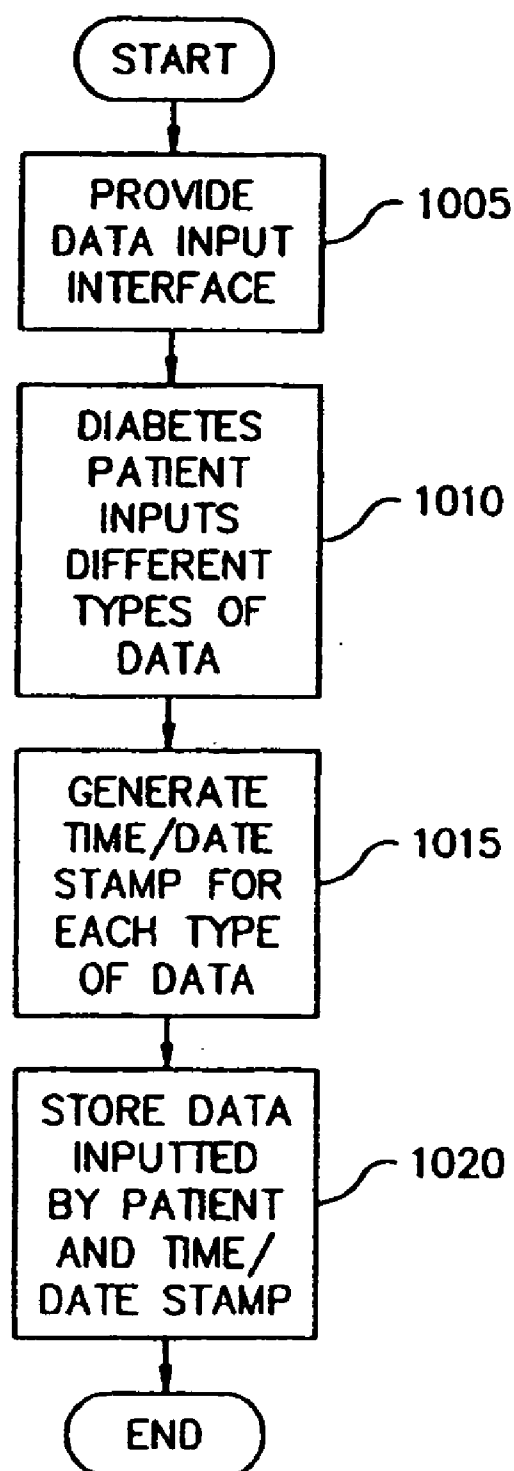 START
PROVIDE
DATA INPUT
INTERFACE
1005
DIABETES
PATIENT
INPUTS
DIFFERENT
TYPES OF
DATA
1010
GENERATE
TIME/DATE
STAMP FOR
EACH TYPE
OF DATA
1015
STORE DATA
INPUTTED
BY PATIENT
AND TIME/
DATE STAMP
1020
END